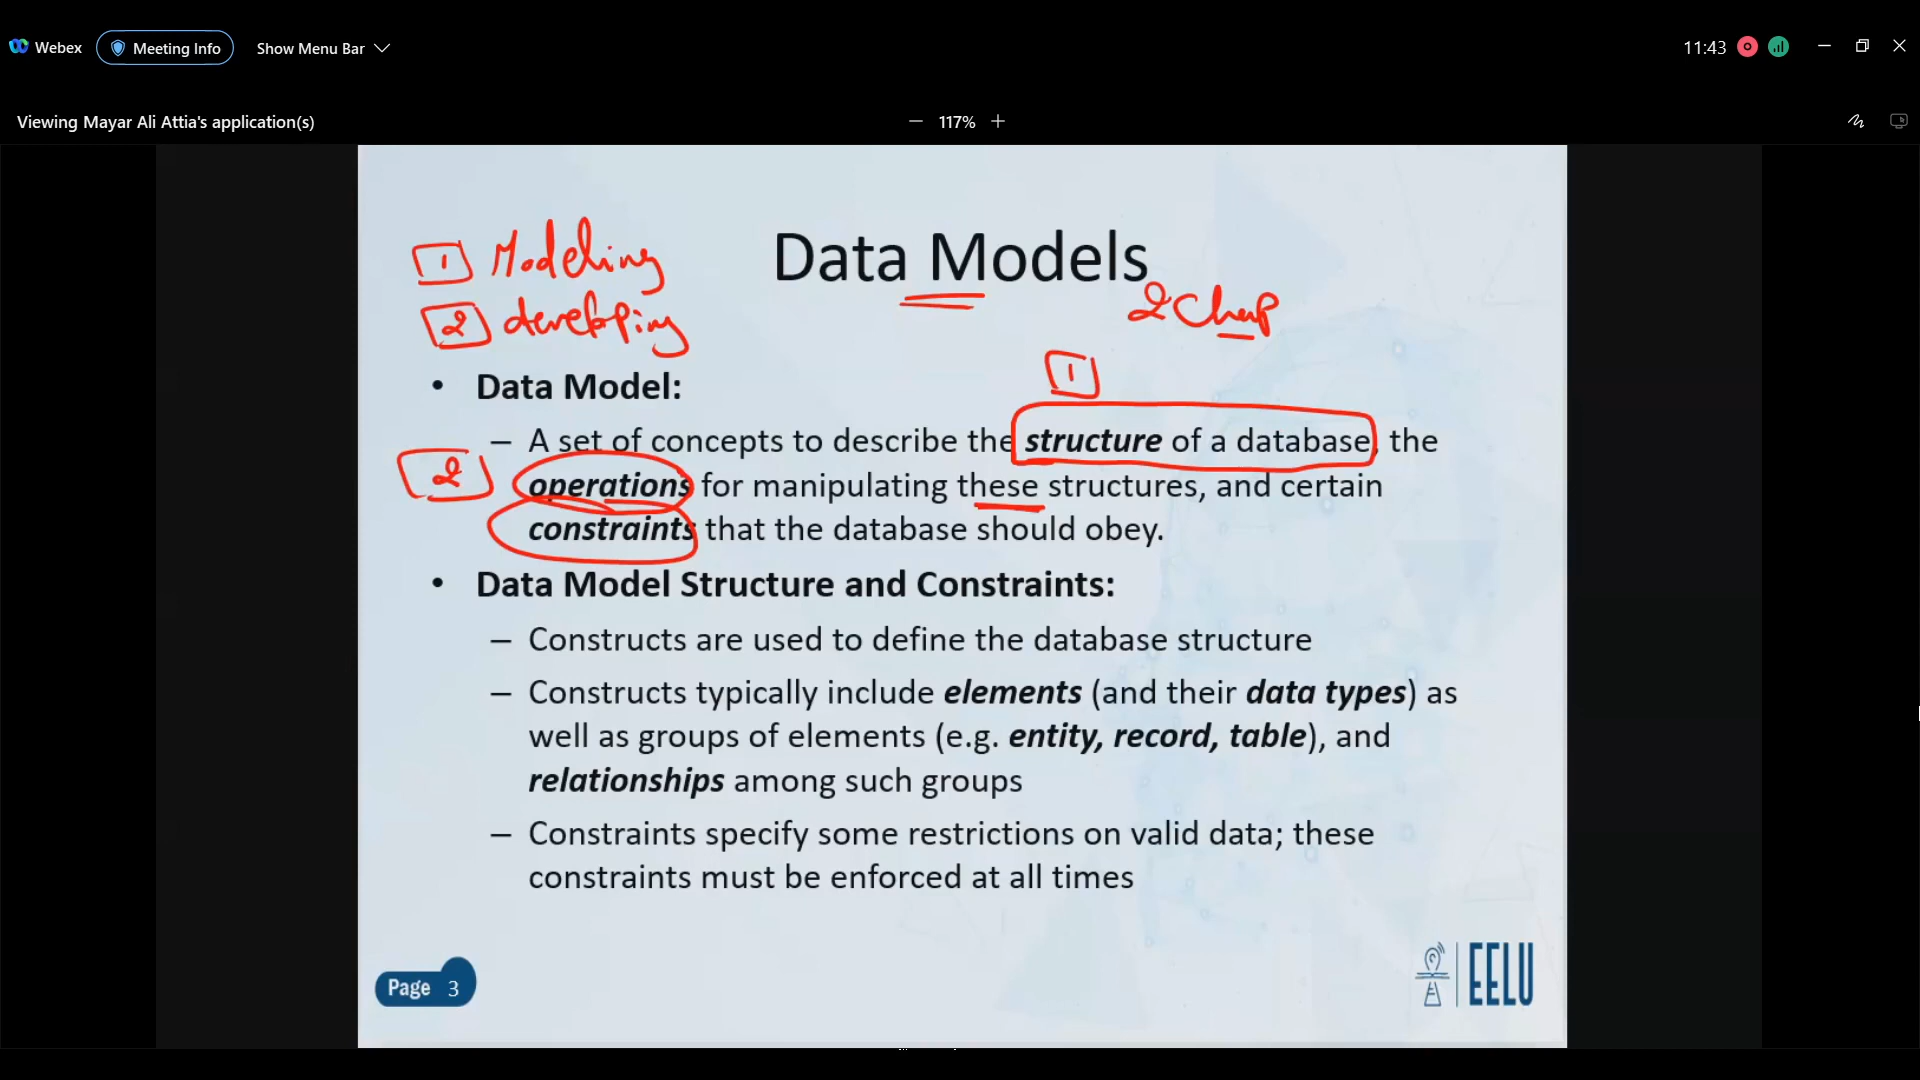 Webex Meeting Info Show Menu Bar 11:43
Viewing Mayar Ali Attia's application(s) 117%
1 Modeling
Data Models
2 developing
2 Chap
• Data Model:
1
– A set of concepts to describe the structure of a database, the
2
operations for manipulating these structures, and certain
constraints that the database should obey.
• Data Model Structure and Constraints:
– Constructs are used to define the database structure
– Constructs typically include elements (and their data types) as
well as groups of elements (e.g. entity, record, table), and
relationships among such groups
– Constraints specify some restrictions on valid data; these
constraints must be enforced at all times
Page 3
EELU